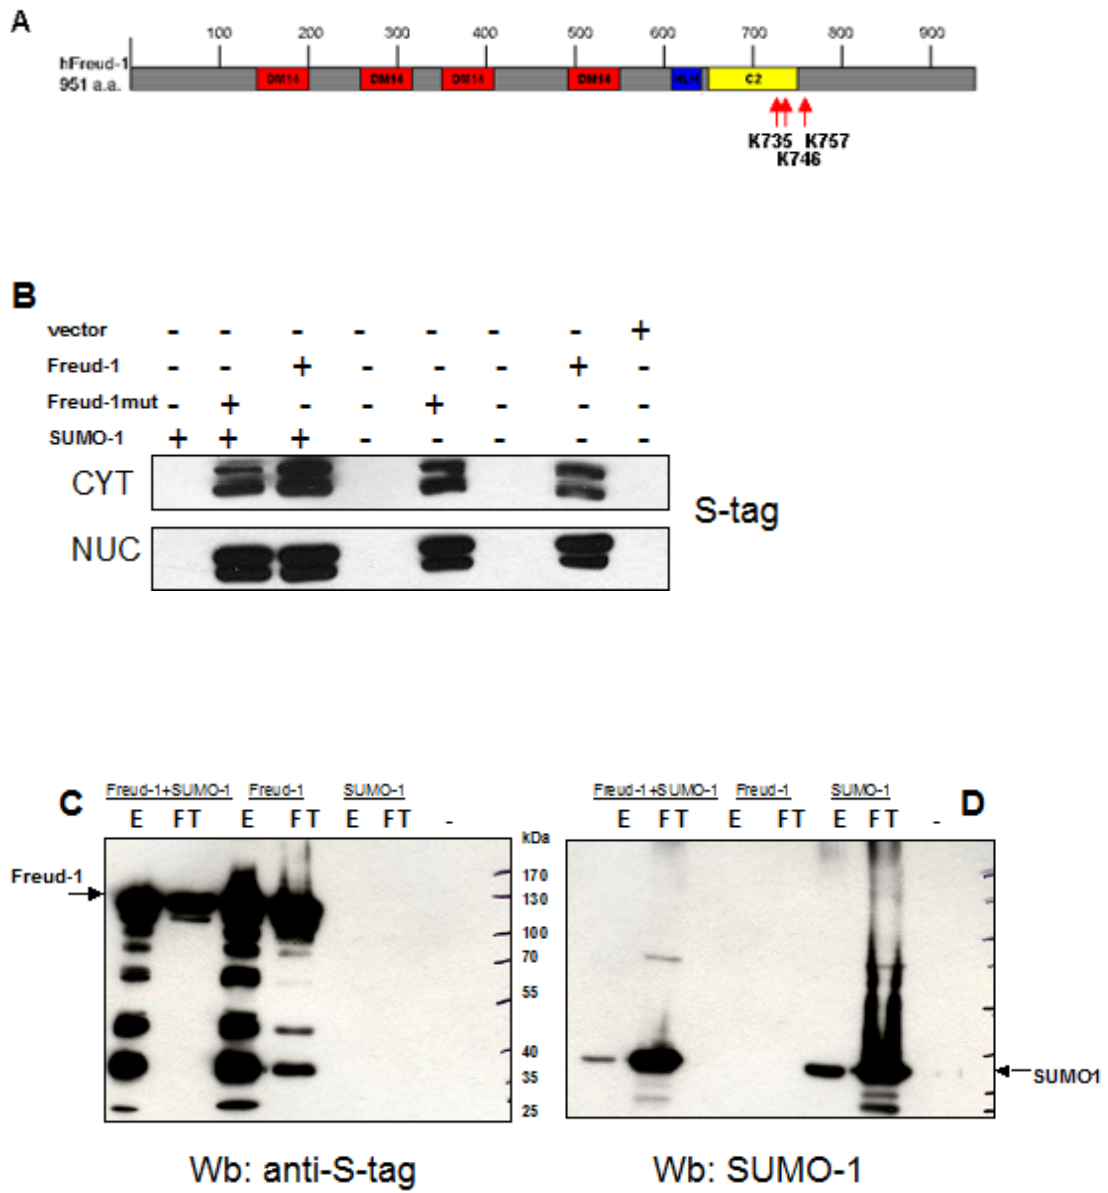 A
100 200 300 400 500 600 700 800 900
hFreud-1
951 a.a.
DM14 DM14 DM14 DM14 HLH C2
K735 K757
K746
B
vector - - - - - - - +
Freud-1 - - + - - - + -
Freud-1mut - + - - + - - -
SUMO-1 + + + - - - - -
CYT
S-tag
NUC
C Freud-1+SUMO-1 Freud-1 SUMO-1
E FT E FT E FT -
Freud-1
kDa
170
130
100
70
55
40
35
25
Wb: anti-S-tag
Freud-1+SUMO-1 Freud-1 SUMO-1 D
E FT E FT E FT -
SUMO1
Wb: SUMO-1